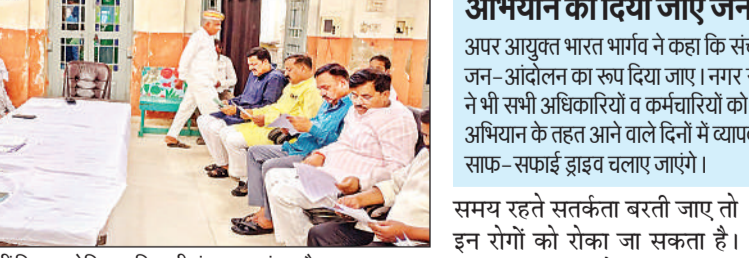 अभियान को दिया जाए जन
अपर आयुक्त भारत भार्गव ने कहा कि
जन-आंदोलन का रूप दिया जाए। नगर
ने भी सभी अधिकारियों व कर्मचारियों को
अभियान के तहत आने वाले दिनों में
साफ-सफाई ड्राइव चलाए जाएंगे।
समय रहते सतर्कता बरती जाए तो
इन रोगों को रोका जा सकता है।